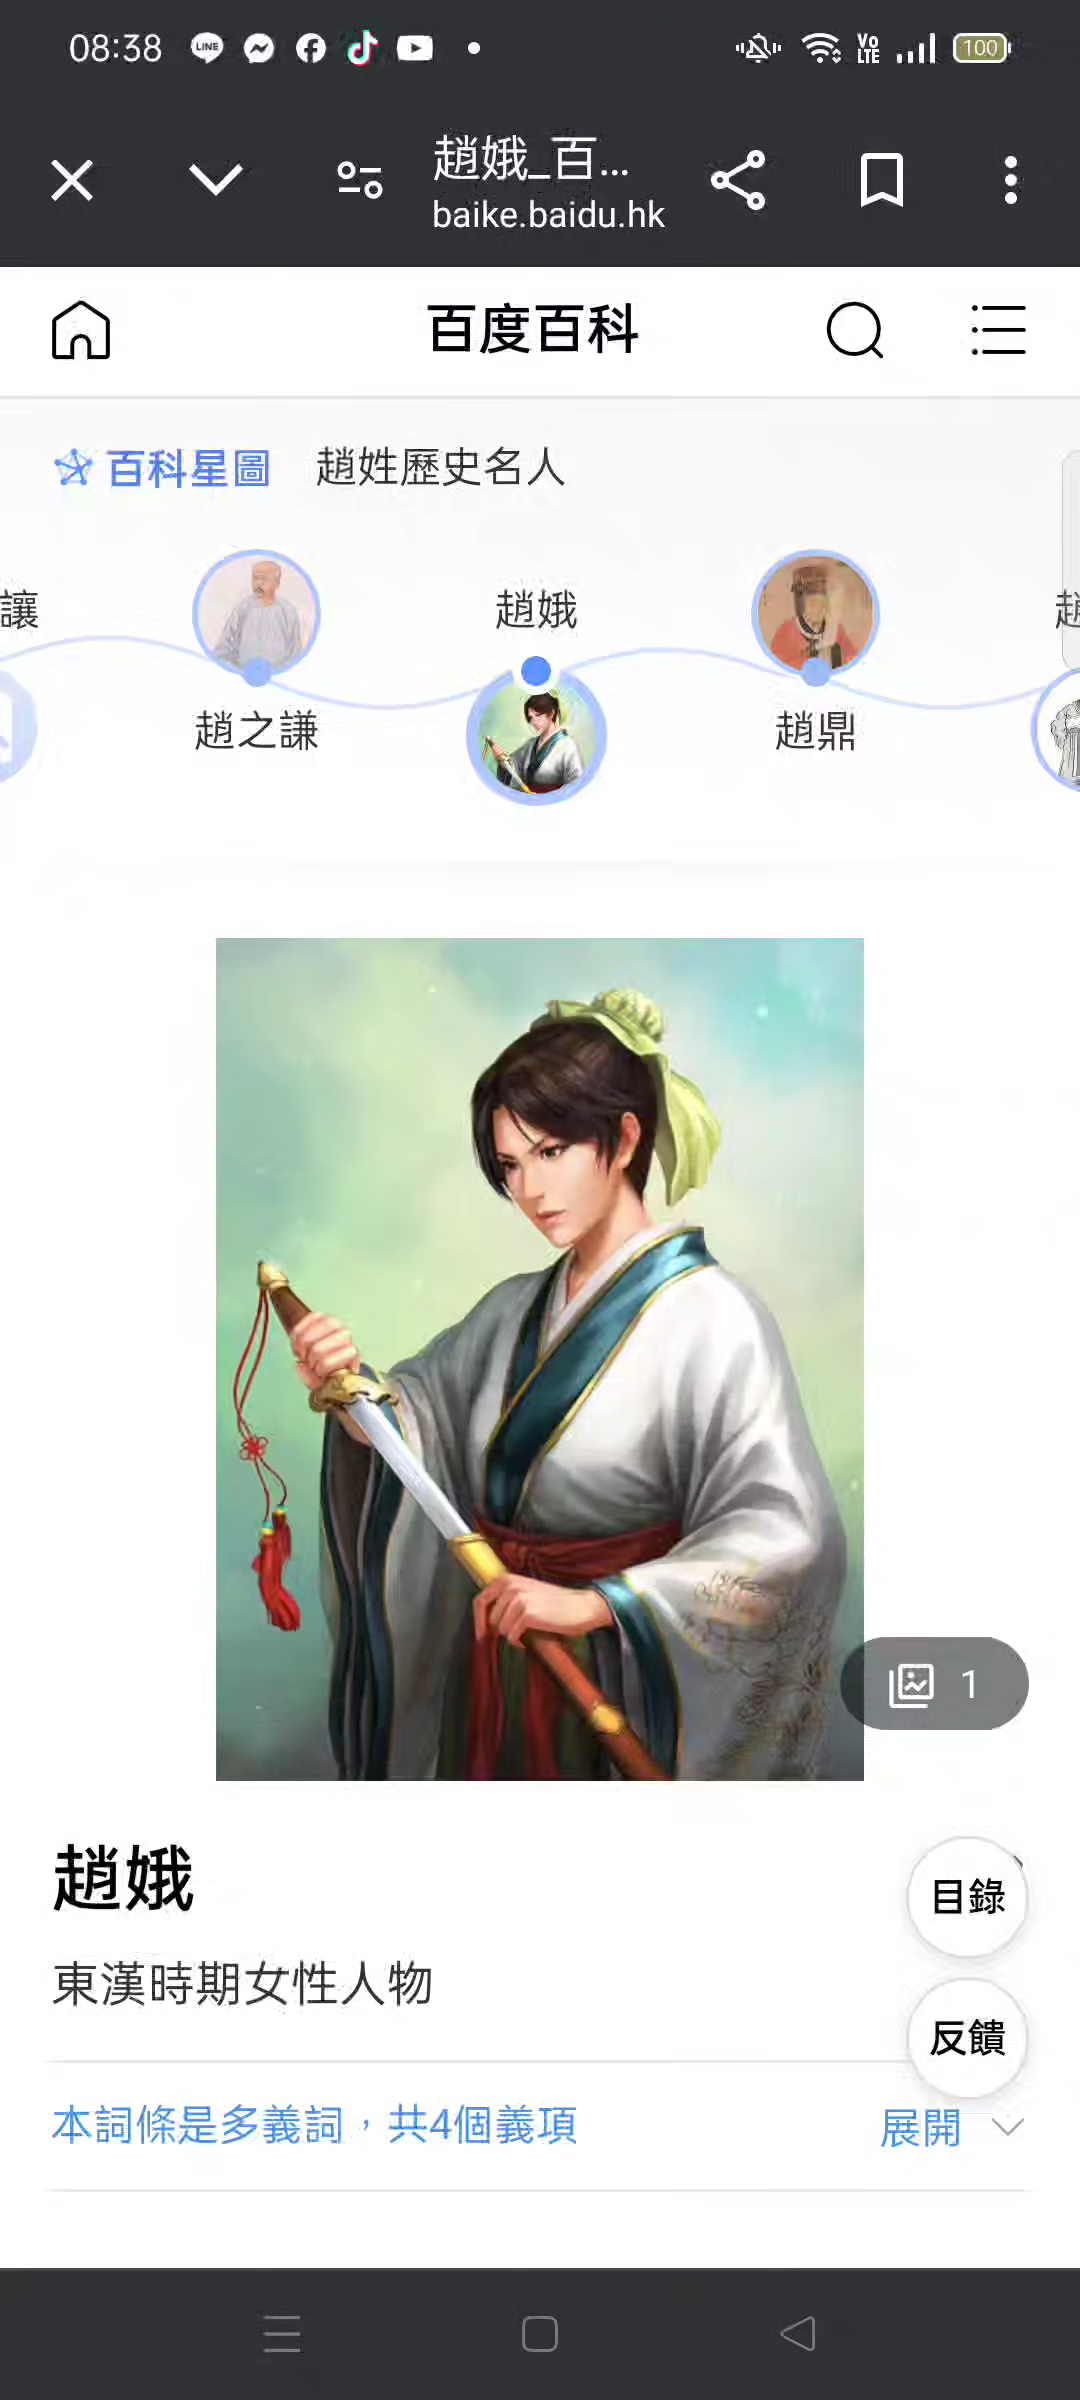 08:38
LINE
Vo LTE
100
趙娥_百...
baike.baidu.hk
百度百科
百科星圖 趙姓歷史名人
讓
趙娥
趙之謙
趙鼎
1
趙娥
目錄
東漢時期女性人物
反饋
本詞條是多義詞，共4個義項
展開